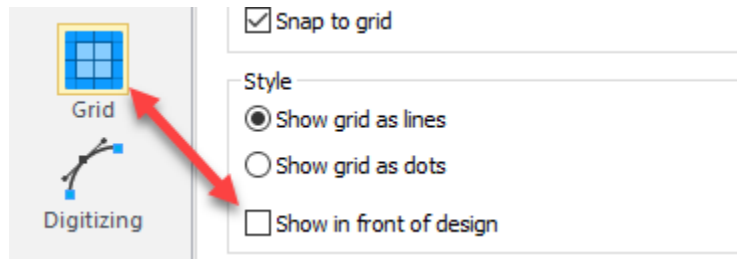 Grid
Digitizing
Snap to grid
Style
Show grid as lines
Show grid as dots
Show in front of design